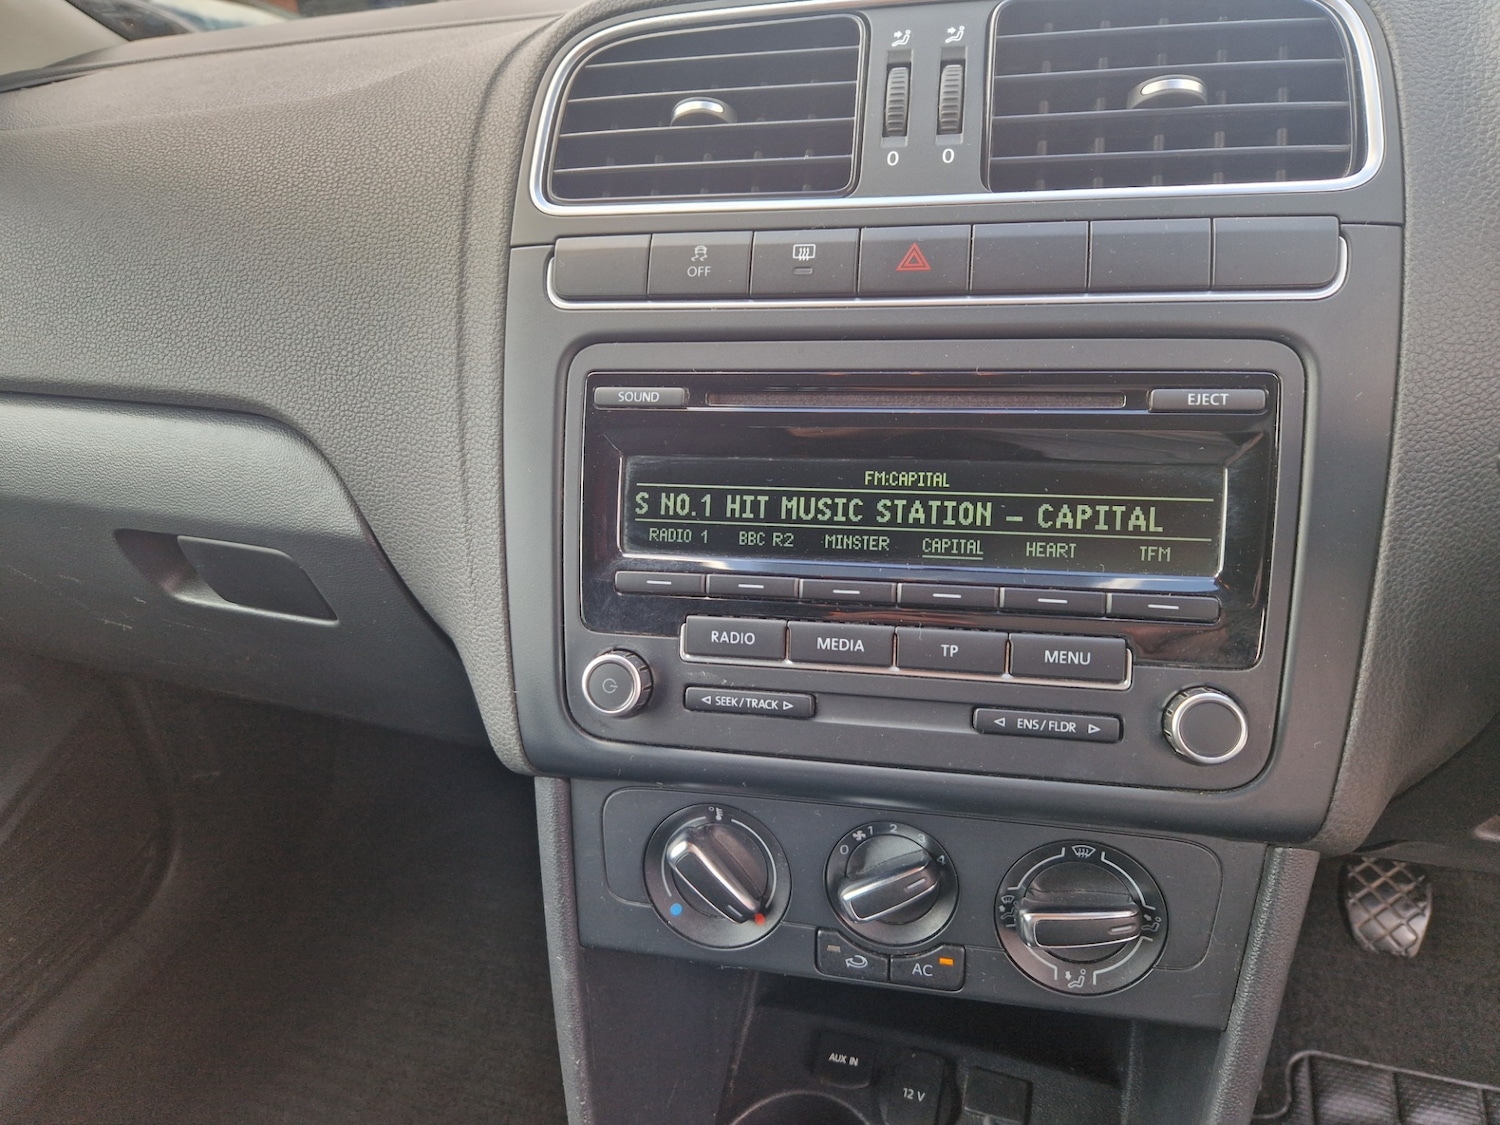 0 0
OFF
SOUND EJECT
FM:CAPITAL
S NO.1 HIT MUSIC STATION – CAPITAL
RADIO 1 BBC R2 MINSTER CAPITAL HEART TFM
RADIO MEDIA TP MENU
SEEK / TRACK ENS / FLDR
0 1 2 3 4
AC
AUX IN
12 V